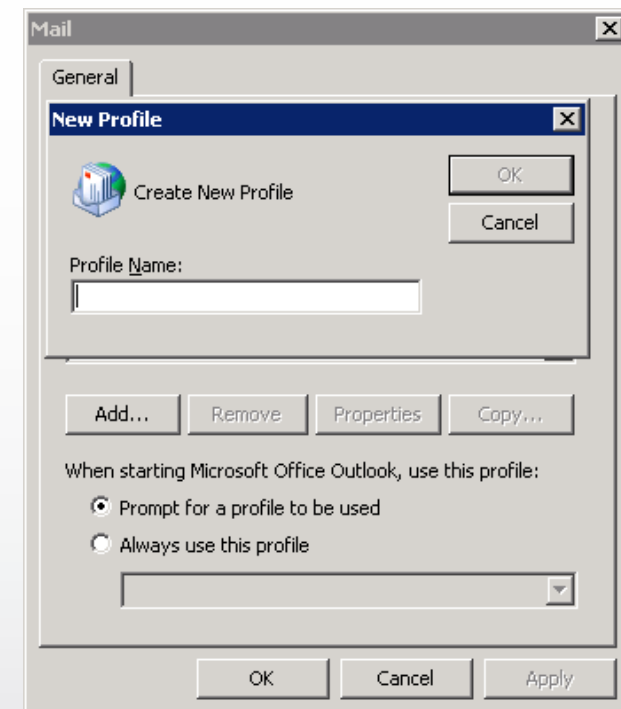 Mail
General
New Profile
Create New Profile
OK
Cancel
Profile Name:
Add...
Remove
Properties
Copy...
When starting Microsoft Office Outlook, use this profile:
Prompt for a profile to be used
Always use this profile
OK
Cancel
Apply